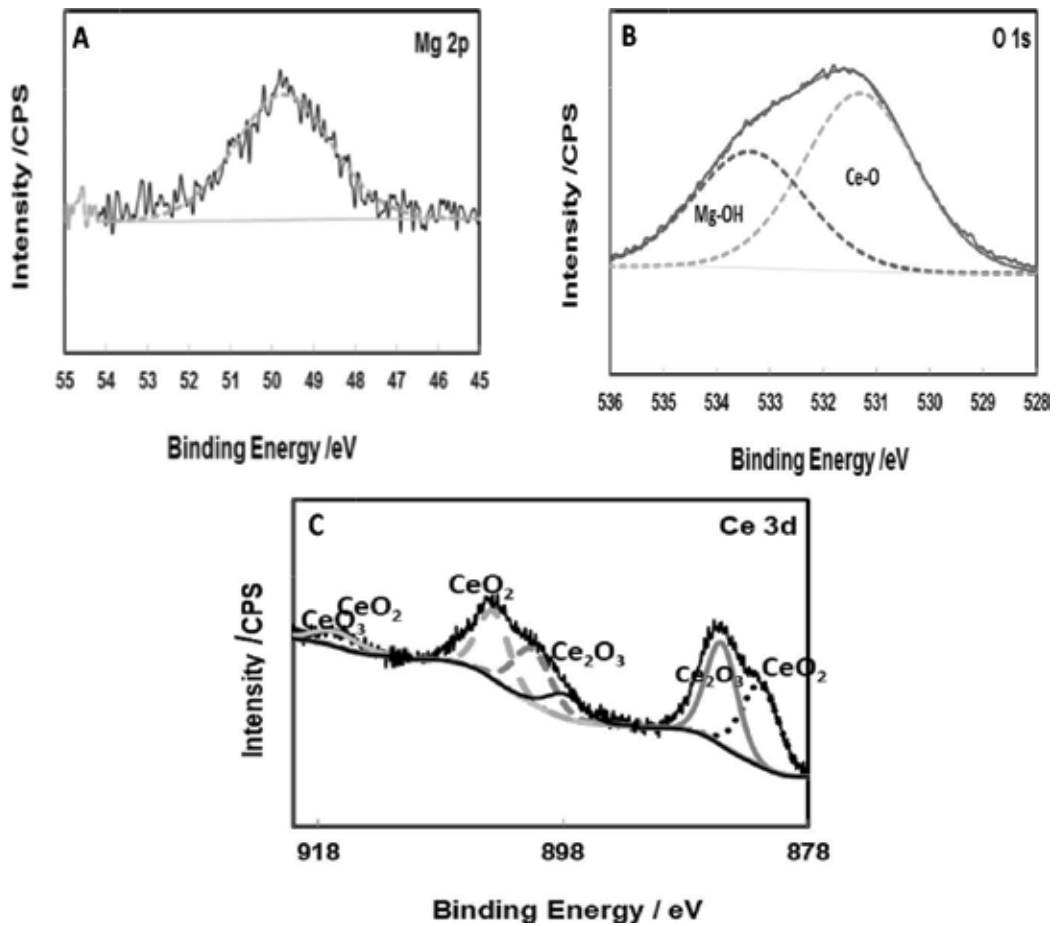 A
Mg 2p
Intensity /CPS
55 54 53 52 51 50 49 48 47 46 45
Binding Energy /eV
B
O 1s
Intensity /CPS
Mg-OH
Ce-O
536 535 534 533 532 531 530 529 528
Binding Energy /eV
C
Ce 3d
Intensity /CPS
CeO₃
CeO₂
CeO₂
Ce₂O₃
Ce₂O₃
CeO₂
918 898 878
Binding Energy / eV